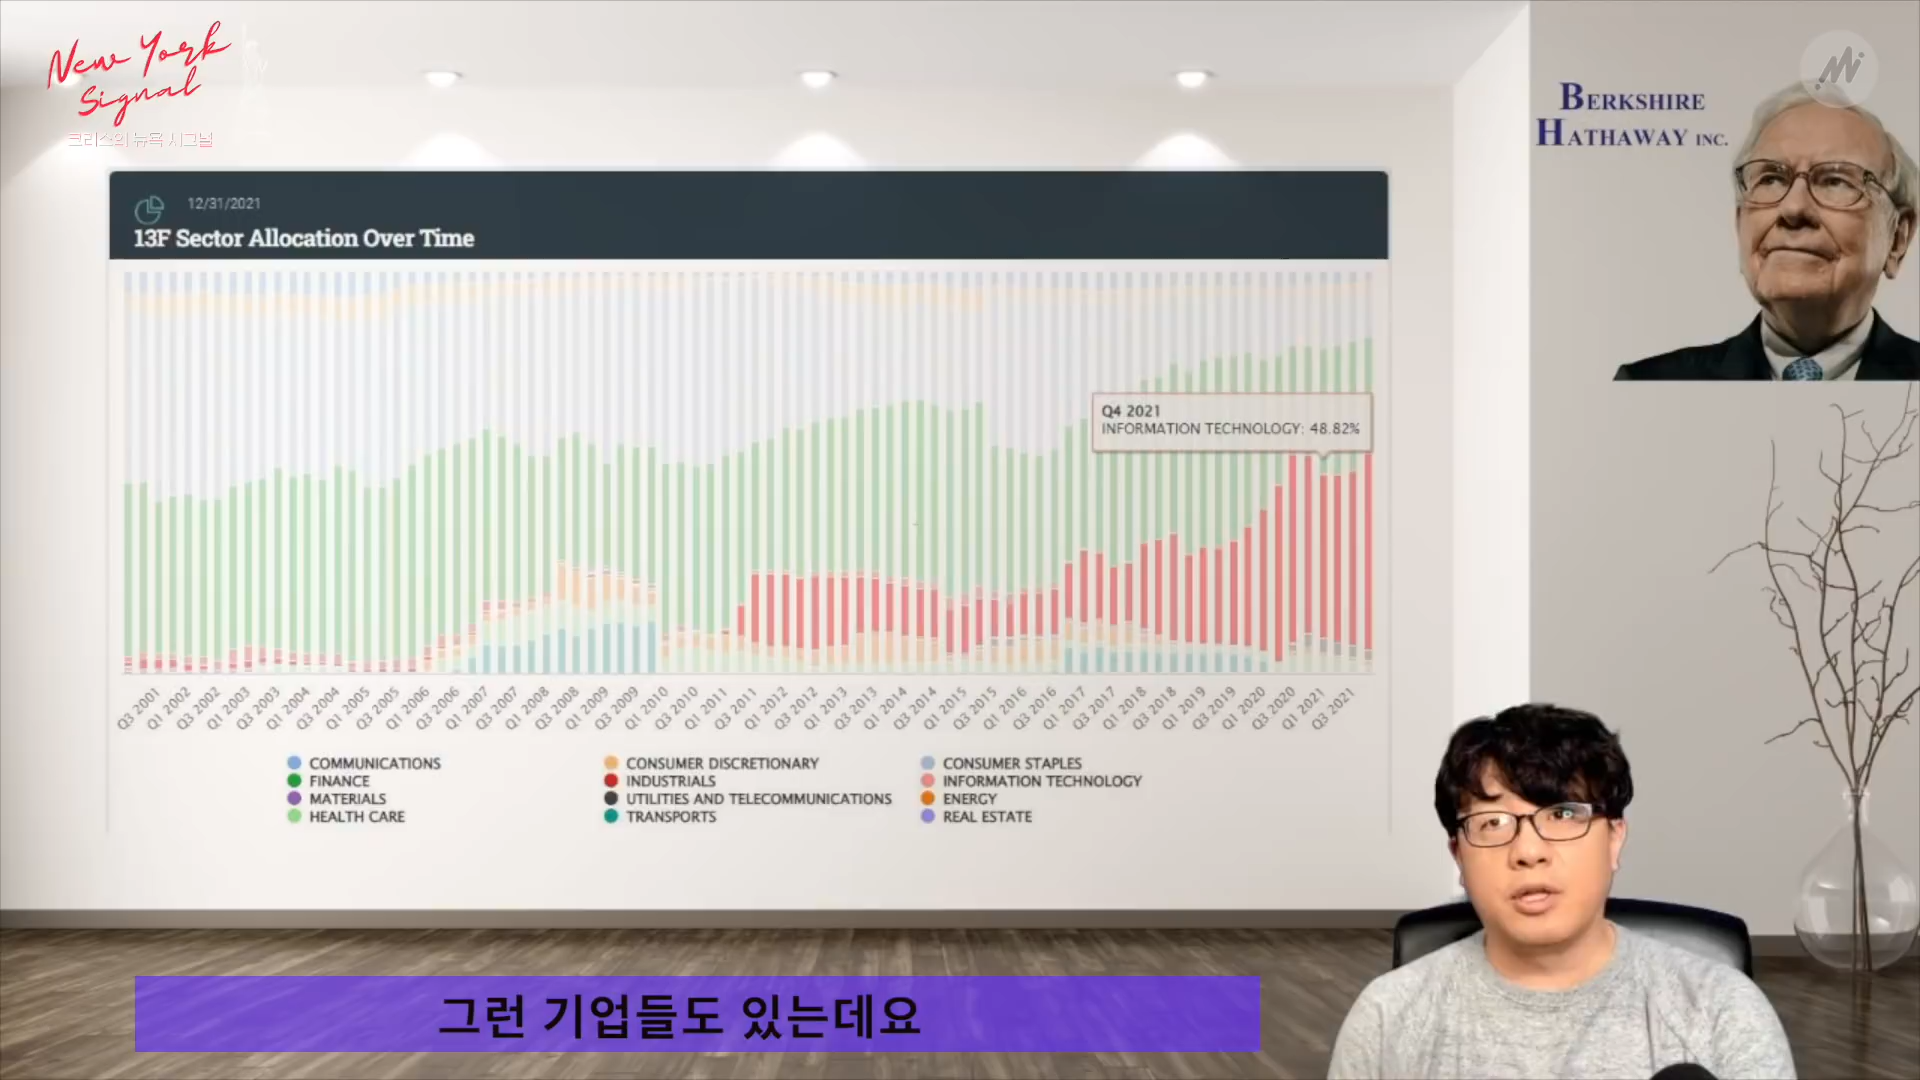 New York
Signal
크리스의 뉴욕 시그널
BERKSHIRE
HATHAWAY INC.
12/31/2021
13F Sector Allocation Over Time
Q4 2021
INFORMATION TECHNOLOGY: 48.82%
Q3 2001
Q1 2002
Q3 2002
Q1 2003
Q3 2003
Q1 2004
Q3 2004
Q1 2005
Q3 2005
Q1 2006
Q3 2006
Q1 2007
Q3 2007
Q1 2008
Q3 2008
Q1 2009
Q3 2009
Q1 2010
Q3 2010
Q1 2011
Q3 2011
Q1 2012
Q3 2012
Q1 2013
Q3 2013
Q1 2014
Q3 2014
Q1 2015
Q3 2015
Q1 2016
Q3 2016
Q1 2017
Q3 2017
Q1 2018
Q3 2018
Q1 2019
Q3 2019
Q1 2020
Q3 2020
Q1 2021
Q3 2021
COMMUNICATIONS
CONSUMER DISCRETIONARY
CONSUMER STAPLES
FINANCE
INDUSTRIALS
INFORMATION TECHNOLOGY
MATERIALS
UTILITIES AND TELECOMMUNICATIONS
ENERGY
HEALTH CARE
TRANSPORTS
REAL ESTATE
그런 기업들도 있는데요